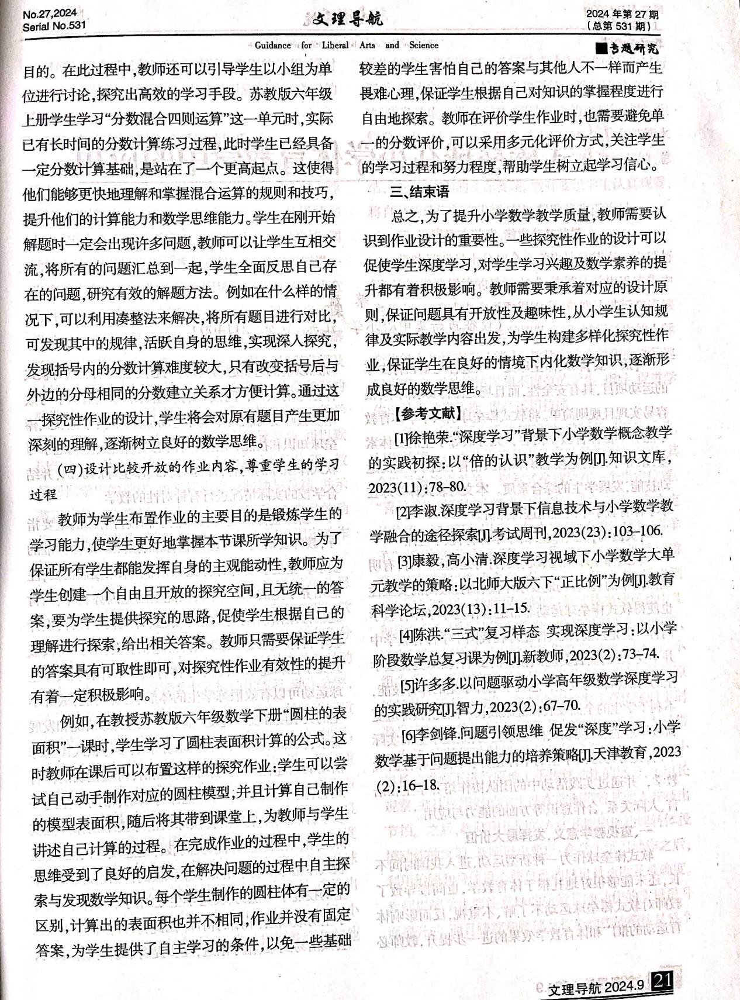 No.27,2024
Serial No.531
文理导航
2024年第27期
(总第531期)
Guidance for Liberal Arts and Science
■专题研究
目的。在此过程中,教师还可以引导学生以小组为单
位进行讨论,探究出高效的学习手段。苏教版六年级
上册学生学习“分数混合四则运算”这一单元时,实际
已有长时间的分数计算练习过程,此时学生已经具备
一定分数计算基础,是站在了一个更高起点。这使得
他们能够更快地理解和掌握混合运算的规则和技巧,
提升他们的计算能力和数学思维能力。学生在刚开始
解题时一定会出现许多问题,教师可以让学生互相交
流,将所有的问题汇总到一起,学生全面反思自己存
在的问题,研究有效的解题方法。例如在什么样的情
况下,可以利用凑整法来解决,将所有题目进行对比,
可发现其中的规律,活跃自身的思维,实现深入探究,
发现括号内的分数计算难度较大,只有改变括号后与
外边的分母相同的分数建立关系才方便计算。通过这
一探究性作业的设计,学生将会对原有题目产生更加
深刻的理解,逐渐树立良好的数学思维。
(四)设计比较开放的作业内容,尊重学生的学习
过程
教师为学生布置作业的主要目的是锻炼学生的
学习能力,使学生更好地掌握本节课所学知识。为了
保证所有学生都能发挥自身的主观能动性,教师应为
学生创建一个自由且开放的探究空间,且无统一的答
案,要为学生提供探究的思路,促使学生根据自己的
理解进行探索,给出相关答案。教师只需要保证学生
的答案具有可取性即可,对探究性作业有效性的提升
有着一定积极影响。
例如,在教授苏教版六年级数学下册“圆柱的表
面积”一课时,学生学习了圆柱表面积计算的公式。这
时教师在课后可以布置这样的探究作业:学生可以尝
试自己动手制作对应的圆柱模型,并且计算自己制作
的模型表面积,随后将其带到课堂上,为教师与学生
讲述自己计算的过程。在完成作业的过程中,学生的
思维受到了良好的启发,在解决问题的过程中自主探
索与发现数学知识。每个学生制作的圆柱体有一定的
区别,计算出的表面积也并不相同,作业并没有固定
答案,为学生提供了自主学习的条件,以免一些基础
较差的学生害怕自己的答案与其他人不一样而产生
畏难心理,保证学生根据自己对知识的掌握程度进行
自由地探索。教师在评价学生作业时,也需要避免单
一的分数评价,可以采用多元化评价方式,关注学生
的学习过程和努力程度,帮助学生树立起学习信心。
三、结束语
总之,为了提升小学数学教学质量,教师需要认
识到作业设计的重要性。一些探究性作业的设计可以
促使学生深度学习,对学生学习兴趣及数学素养的提
升都有着积极影响。教师需要秉承着对应的设计原
则,保证问题具有开放性及趣味性,从小学生认知规
律及实际教学内容出发,为学生构建多样化探究性作
业,保证学生在良好的情境下内化数学知识,逐渐形
成良好的数学思维。
【参考文献】
[1]徐艳荣.“深度学习”背景下小学数学概念教学
的实践初探:以“倍的认识”教学为例[J].知识文库,
2023(11):78-80.
[2]李淑.深度学习背景下信息技术与小学数学教
学融合的途径探索[J].考试周刊,2023(23):103-106.
[3]康毅,高小清.深度学习视域下小学数学大单
元教学的策略:以北师大版六下“正比例”为例[J].教育
科学论坛,2023(13):11-15.
[4]陈洪.“三式”复习样态 实现深度学习:以小学
阶段数学总复习课为例[J].新教师,2023(2):73-74.
[5]许多多.以问题驱动小学高年级数学深度学习
的实践研究[J].智力,2023(2):67-70.
[6]李剑锋.问题引领思维 促发“深度”学习:小学
数学基于问题提出能力的培养策略[J].天津教育,2023
(2):16-18.
文理导航 2024.9 21